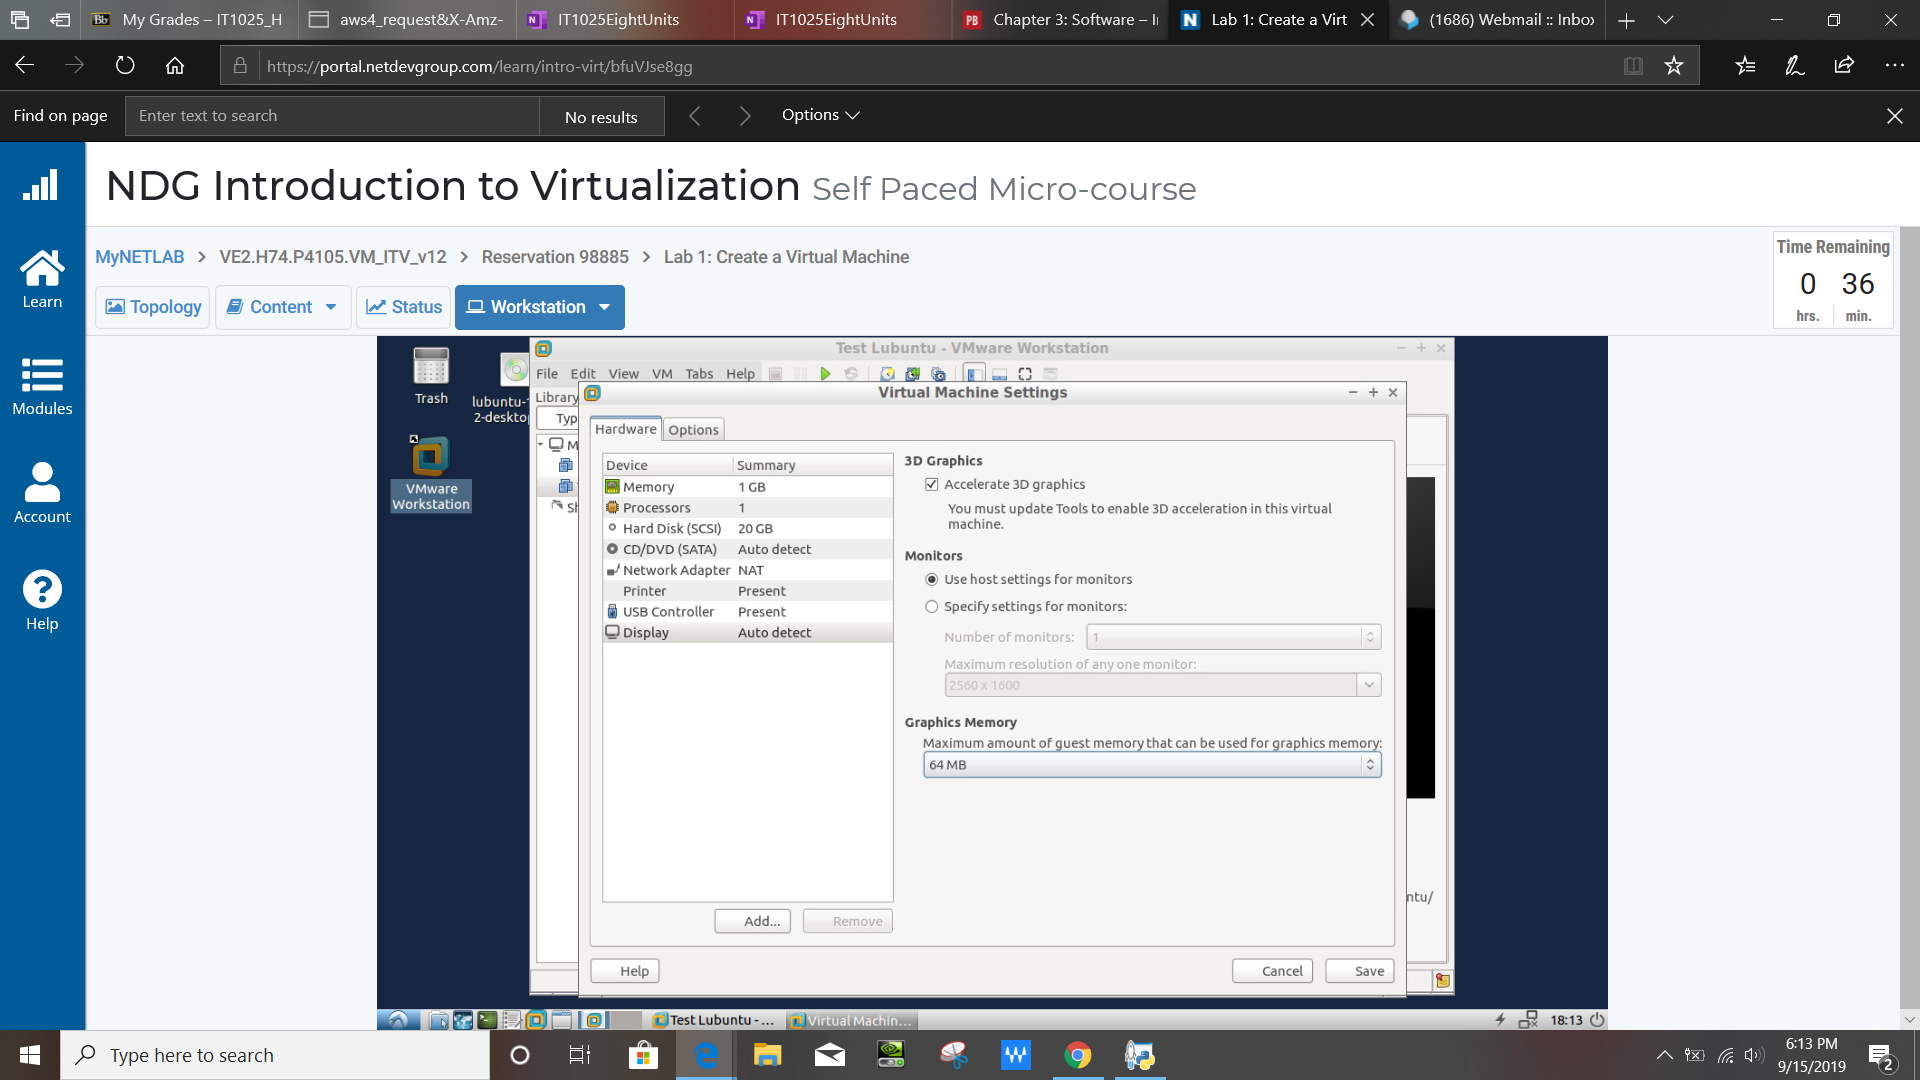 My Grades – IT1025_H
aws4_request&X-Amz-
IT1025EightUnits
IT1025EightUnits
PB Chapter 3: Software –
Lab 1: Create a Virt
(1686) Webmail :: Inbox
https://portal.netdevgroup.com/learn/intro-virt/bfuVJse8gg
Find on page
Enter text to search
No results
Options
NDG Introduction to Virtualization Self Paced Micro-course
MyNETLAB > VE2.H74.P4105.VM_ITV_v12 > Reservation 98885 > Lab 1: Create a Virtual Machine
Time Remaining
0 36
hrs. min.
Topology
Content
Status
Workstation
Learn
Modules
Account
Help
Trash
lubuntu-
2-deskto
VMware
Workstation
Test Lubuntu - VMware Workstation
File Edit View VM Tabs Help
Library
Typ
M
Sh
Virtual Machine Settings
Hardware Options
Device Summary
Memory 1 GB
Processors 1
Hard Disk (SCSI) 20 GB
CD/DVD (SATA) Auto detect
Network Adapter NAT
Printer Present
USB Controller Present
Display Auto detect
Add...
Remove
3D Graphics
Accelerate 3D graphics
You must update Tools to enable 3D acceleration in this virtual
machine.
Monitors
Use host settings for monitors
Specify settings for monitors:
Number of monitors: 1
Maximum resolution of any one monitor:
2560 x 1600
Graphics Memory
Maximum amount of guest memory that can be used for graphics memory:
64 MB
ntu/
Help
Cancel
Save
Test Lubuntu - ...
Virtual Machin...
18:13
Type here to search
6:13 PM
9/15/2019
2